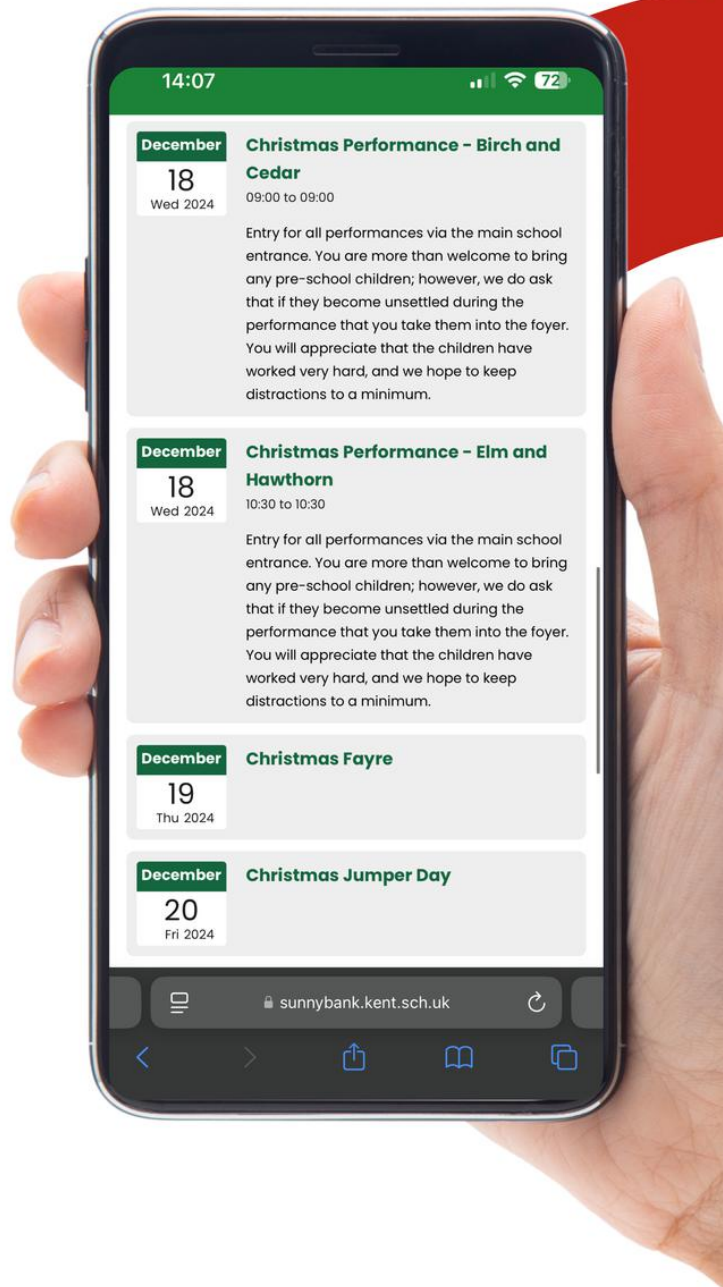 14:07
72
December
18
Wed 2024
Christmas Performance - Birch and
Cedar
09:00 to 09:00
Entry for all performances via the main school
entrance. You are more than welcome to bring
any pre-school children; however, we do ask
that if they become unsettled during the
performance that you take them into the foyer.
You will appreciate that the children have
worked very hard, and we hope to keep
distractions to a minimum.
December
18
Wed 2024
Christmas Performance - Elm and
Hawthorn
10:30 to 10:30
Entry for all performances via the main school
entrance. You are more than welcome to bring
any pre-school children; however, we do ask
that if they become unsettled during the
performance that you take them into the foyer.
You will appreciate that the children have
worked very hard, and we hope to keep
distractions to a minimum.
December
19
Thu 2024
Christmas Fayre
December
20
Fri 2024
Christmas Jumper Day
sunnybank.kent.sch.uk